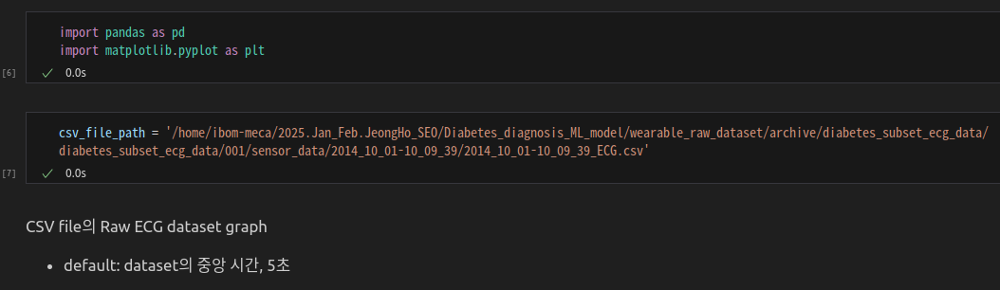 import pandas as pd
import matplotlib.pyplot as plt
[6]
✓ 0.0s
csv_file_path = '/home/ibom-meca/2025.Jan_Feb.JeongHo_SEO/Diabetes_diagnosis_ML_model/wearable_raw_dataset/archive/diabetes_subset_ecg_data/
diabetes_subset_ecg_data/001/sensor_data/2014_10_01-10_09_39/2014_10_01-10_09_39_ECG.csv'
[7]
✓ 0.0s
CSV file의 Raw ECG dataset graph
• default: dataset의 중앙 시간, 5초